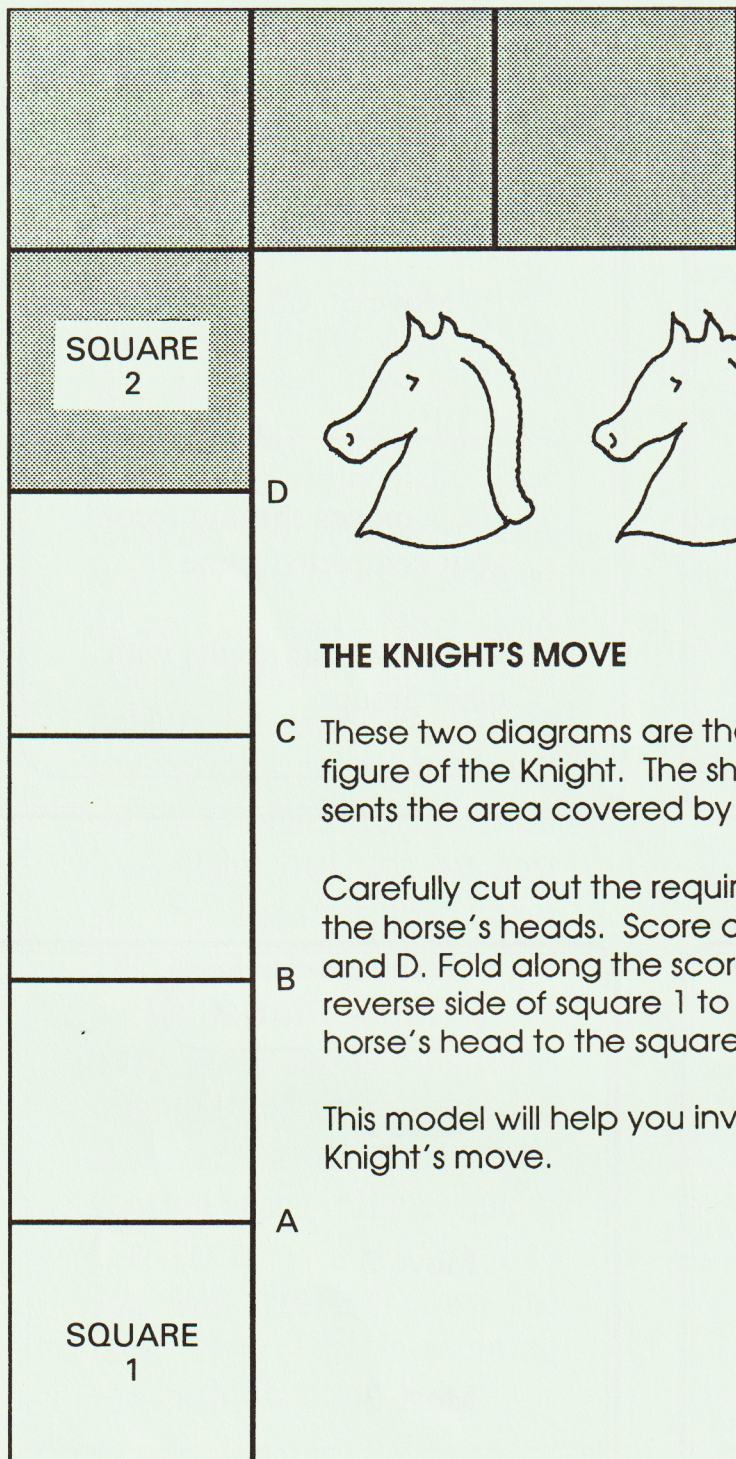 SQUARE
2
D
THE KNIGHT'S MOVE
C
These two diagrams are the
figure of the Knight. The sh
sents the area covered by
Carefully cut out the requir
the horse's heads. Score a
B
and D. Fold along the scor
reverse side of square 1 to
horse's head to the square
This model will help you inv
Knight's move.
A
SQUARE
1